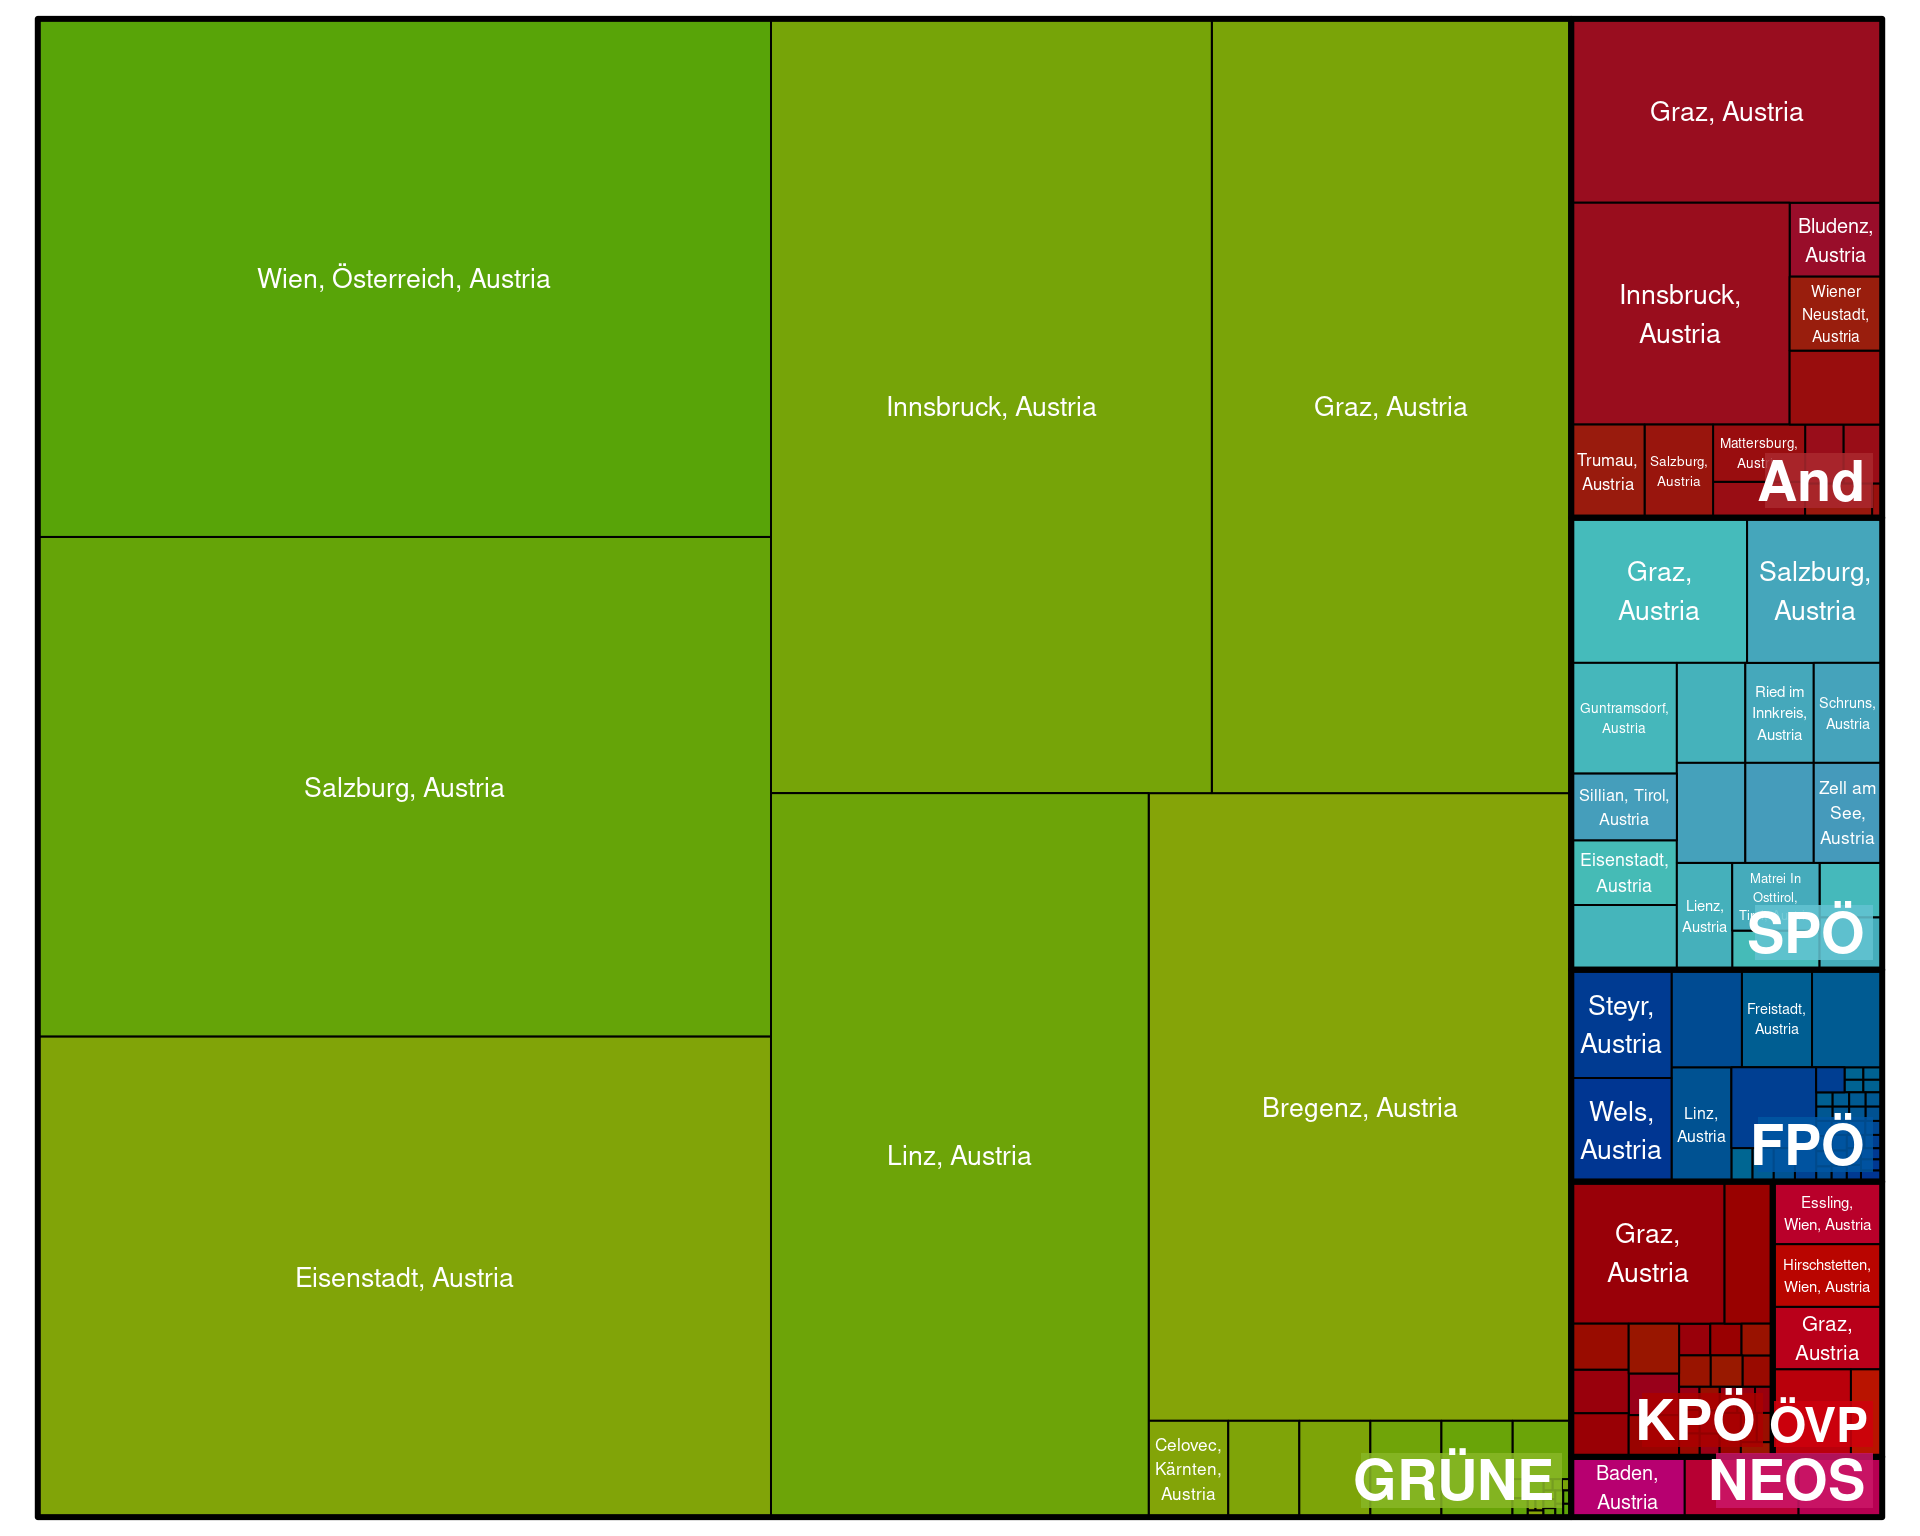 Wien, Österreich, Austria
Salzburg, Austria
Eisenstadt, Austria
Innsbruck, Austria
Graz, Austria
Linz, Austria
Bregenz, Austria
Celovec,
Kärnten,
Austria
GRÜNE
Graz, Austria
Innsbruck,
Austria
Bludenz,
Austria
Wiener
Neustadt,
Austria
Trumau,
Austria
Salzburg,
Austria
Mattersburg,
And
Graz,
Austria
Salzburg,
Austria
Guntramsdorf,
Austria
Ried im
Innkreis,
Austria
Schruns,
Austria
Sillian, Tirol,
Austria
Zell am
See,
Austria
Eisenstadt,
Austria
Lienz,
Austria
Matrei In
Osttirol,
SPÖ
Steyr,
Austria
Freistadt,
Austria
Wels,
Austria
Linz,
Austria
FPÖ
Graz,
Austria
KPÖ
Essling,
Wien, Austria
Hirschstetten,
Wien, Austria
Graz,
Austria
ÖVP
Baden,
Austria
NEOS